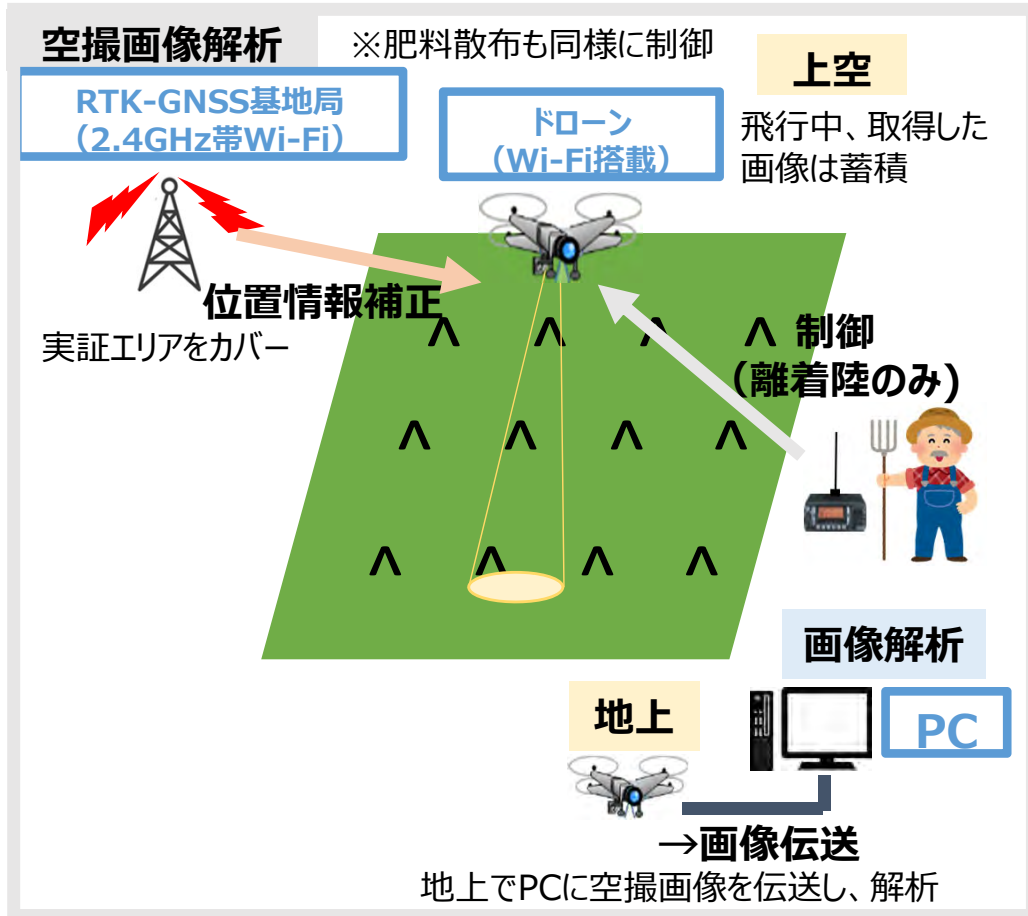 空撮画像解析
※肥料散布も同様に制御
RTK-GNSS基地局
（2.4GHz帯Wi-Fi）
ドローン
（Wi-Fi搭載）
上空
飛行中、取得した
画像は蓄積
位置情報補正
実証エリアをカバー
制御
（離着陸のみ)
画像解析
PC
地上
→画像伝送
地上でPCに空撮画像を伝送し、解析